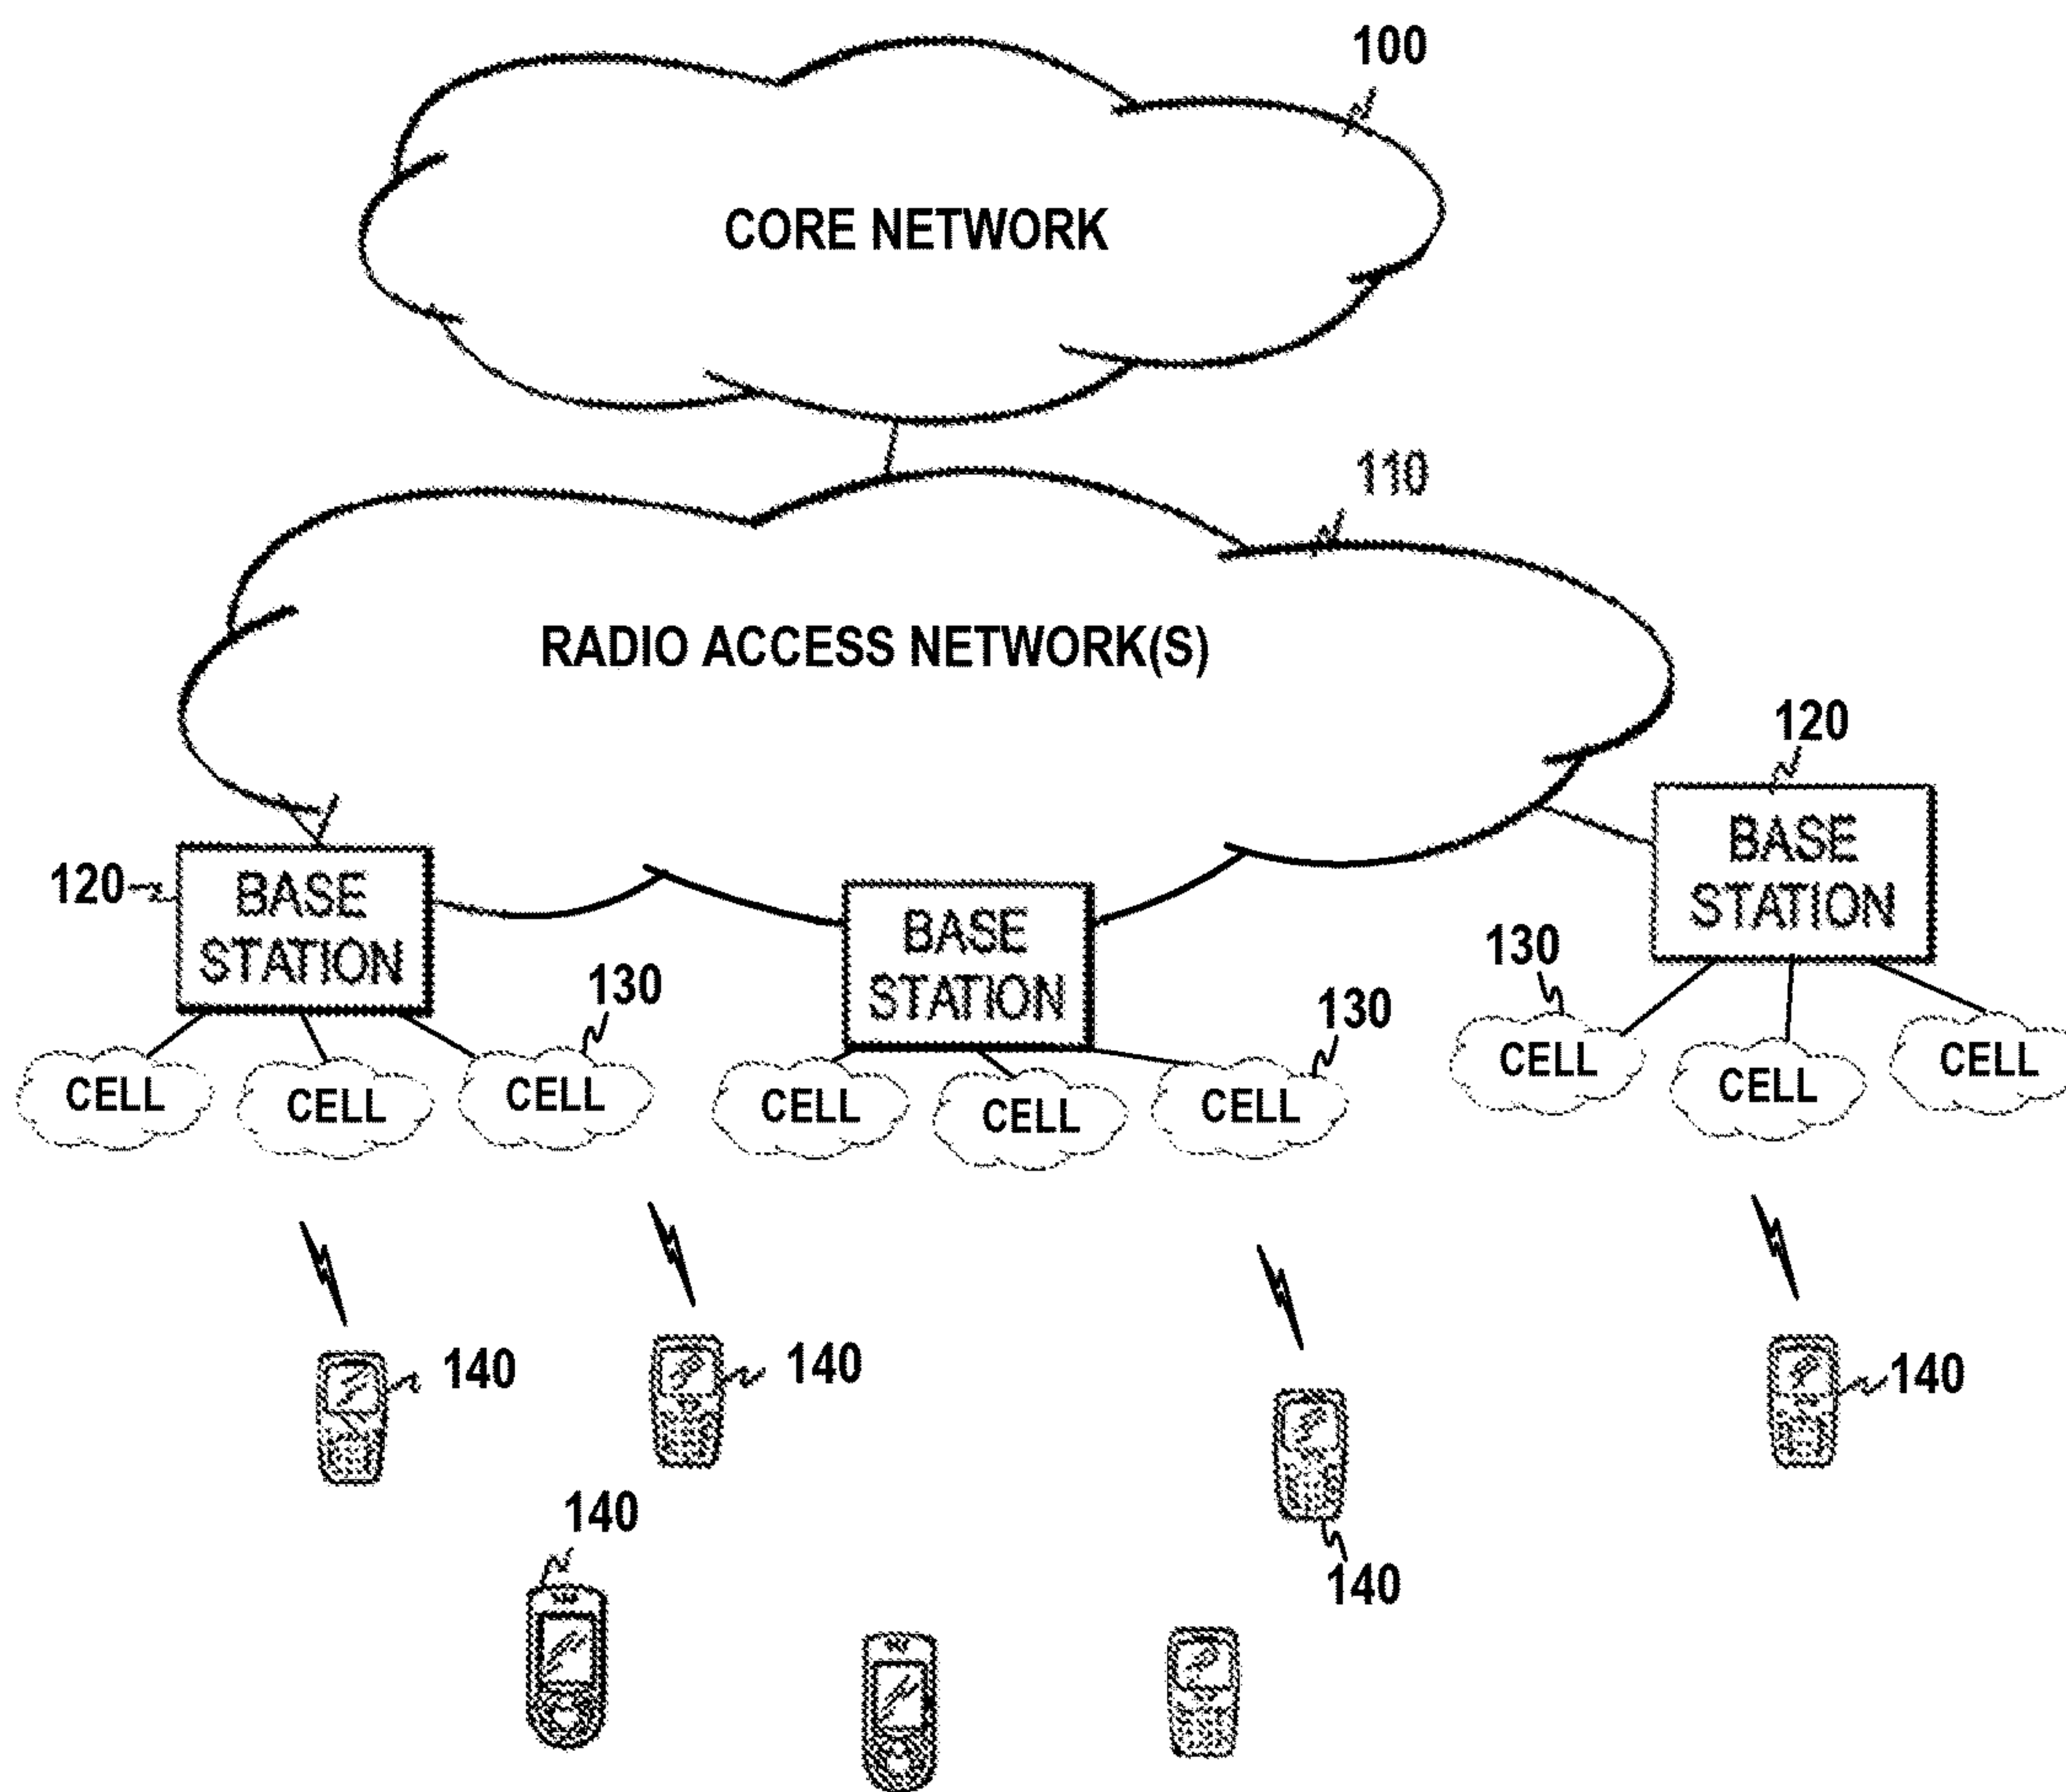 100
CORE NETWORK
110
RADIO ACCESS NETWORK(S)
120
BASE
STATION
120
BASE
STATION
BASE
STATION
130
130
130
CELL
CELL
CELL
CELL
CELL
CELL
CELL
CELL
CELL
140
140
140
140
140